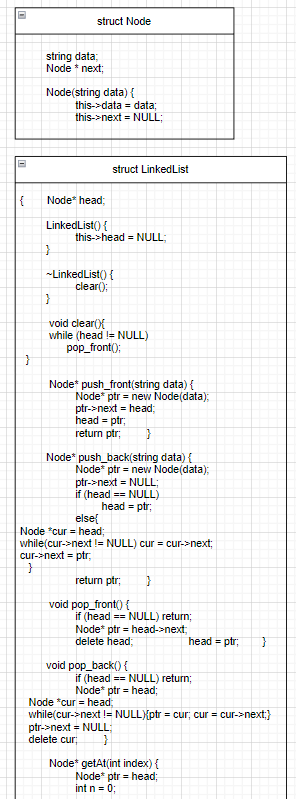 struct Node
string data;
Node * next;
Node(string data) {
this->data = data;
this->next = NULL;
struct LinkedList
{ Node* head;
LinkedList() {
this->head = NULL;
}
~LinkedList() {
clear();
}
void clear(){
while (head != NULL)
pop_front();
}
Node* push_front(string data) {
Node* ptr = new Node(data);
ptr->next = head;
head = ptr;
return ptr; }
Node* push_back(string data) {
Node* ptr = new Node(data);
ptr->next = NULL;
if (head == NULL)
head = ptr;
else{
Node *cur = head;
while(cur->next != NULL) cur = cur->next;
cur->next = ptr;
}
return ptr; }
void pop_front() {
if (head == NULL) return;
Node* ptr = head->next;
delete head; head = ptr; }
void pop_back() {
if (head == NULL) return;
Node* ptr = head;
Node *cur = head;
while(cur->next != NULL){ptr = cur; cur = cur->next;}
ptr->next = NULL;
delete cur; }
Node* getAt(int index) {
Node* ptr = head;
int n = 0;